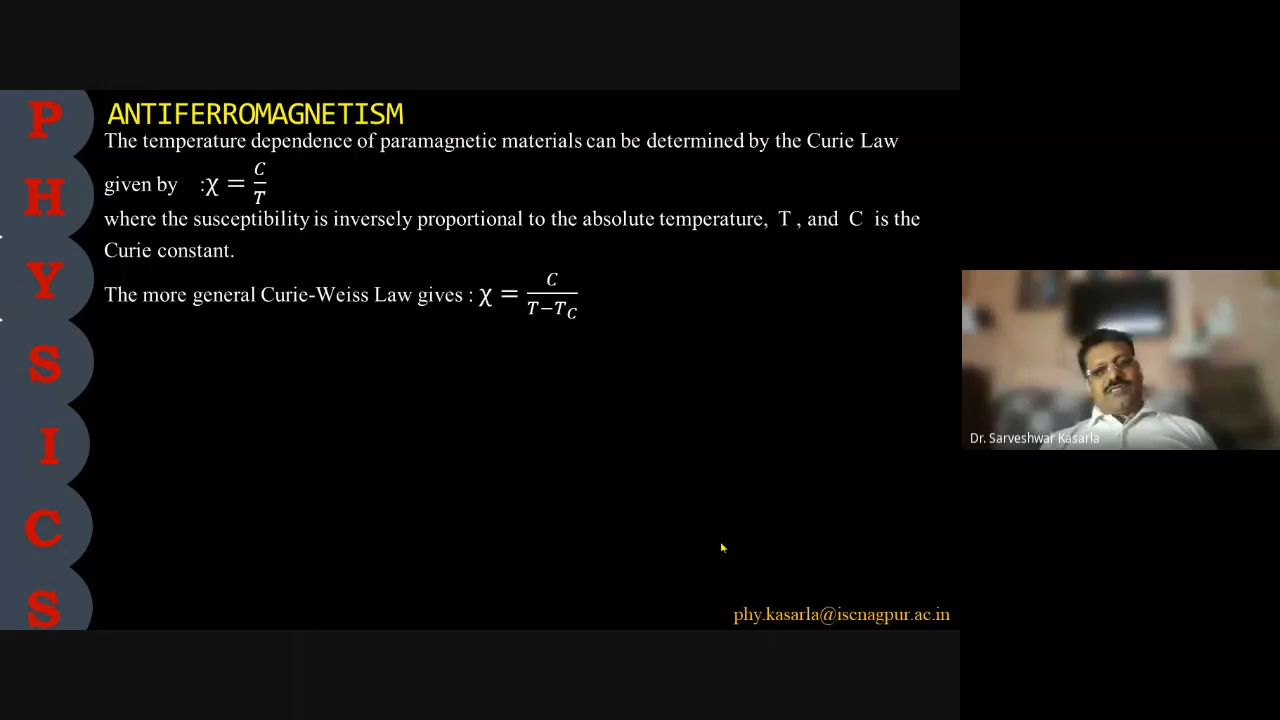 P
H
Y
S
I
C
S
ANTIFERROMAGNETISM
The temperature dependence of paramagnetic materials can be determined by the Curie Law
given by :χ = C/T
where the susceptibility is inversely proportional to the absolute temperature, T , and C is the
Curie constant.
The more general Curie-Weiss Law gives : χ = C/(T−T_C)
Dr. Sarveshwar Kasarla
phy.kasarla@iscnagpur.ac.in